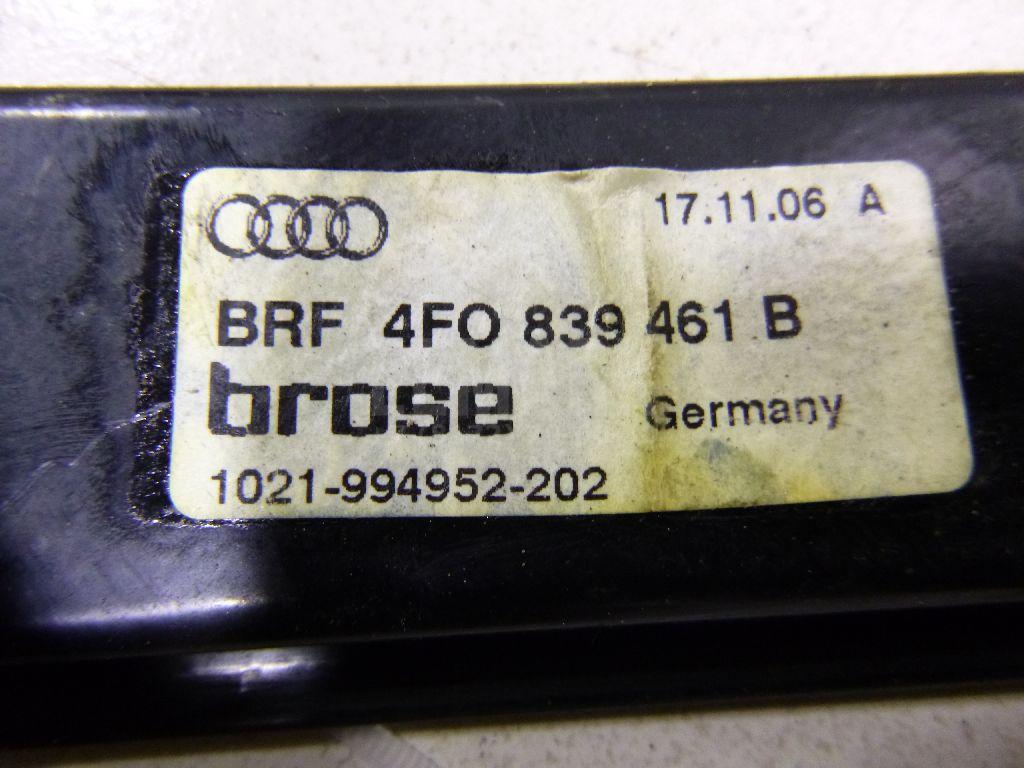 17.11.06 A
BRF 4FO 839 461 B
brose Germany
1021-994952-202